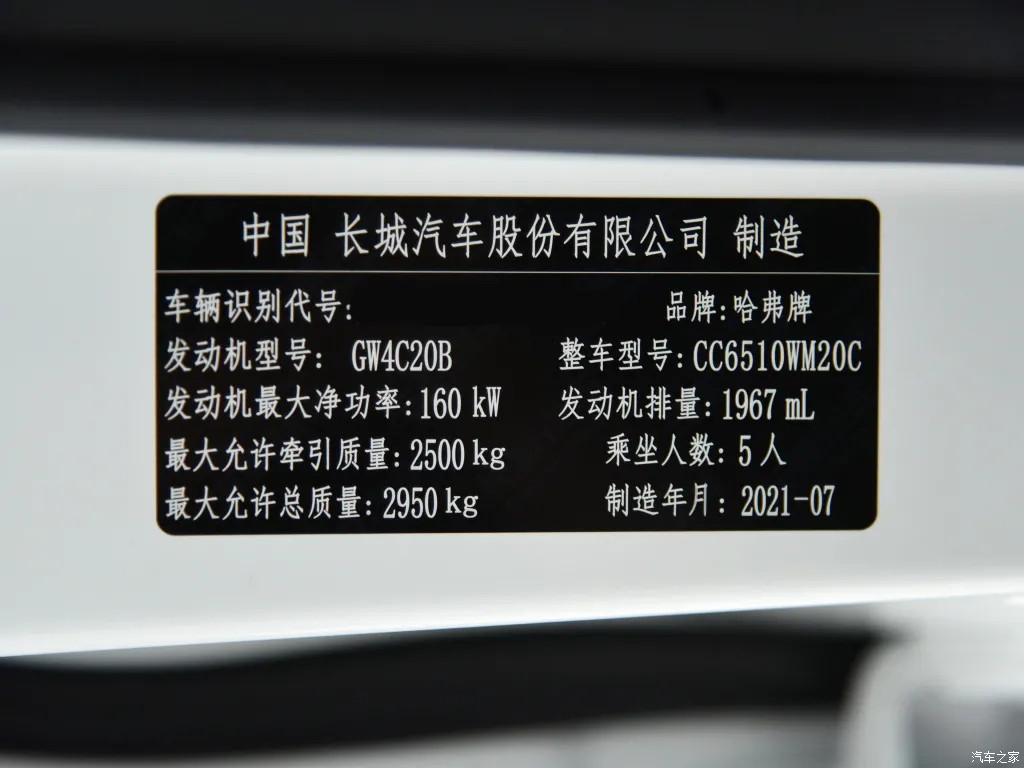 中国 长城汽车股份有限公司 制造
车辆识别代号: 品牌:哈弗牌
发动机型号: GW4C20B 整车型号:CC6510WM20C
发动机最大净功率:160 kW 发动机排量:1967 mL
最大允许牵引质量:2500 kg 乘坐人数:5人
最大允许总质量:2950 kg 制造年月:2021-07
汽车之家